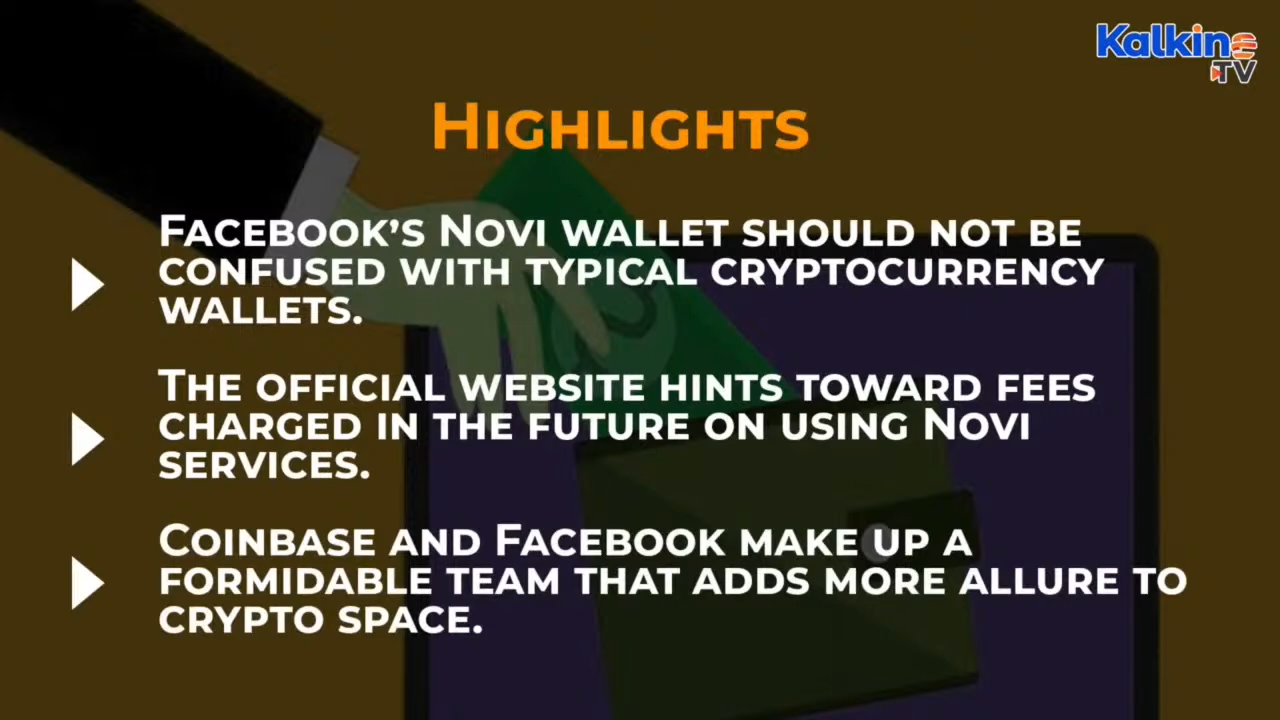 Kalkine
TV
HIGHLIGHTS
FACEBOOK'S NOVI WALLET SHOULD NOT BE
CONFUSED WITH TYPICAL CRYPTOCURRENCY
WALLETS.
THE OFFICIAL WEBSITE HINTS TOWARD FEES
CHARGED IN THE FUTURE ON USING NOVI
SERVICES.
COINBASE AND FACEBOOK MAKE UP A
FORMIDABLE TEAM THAT ADDS MORE ALLURE TO
CRYPTO SPACE.